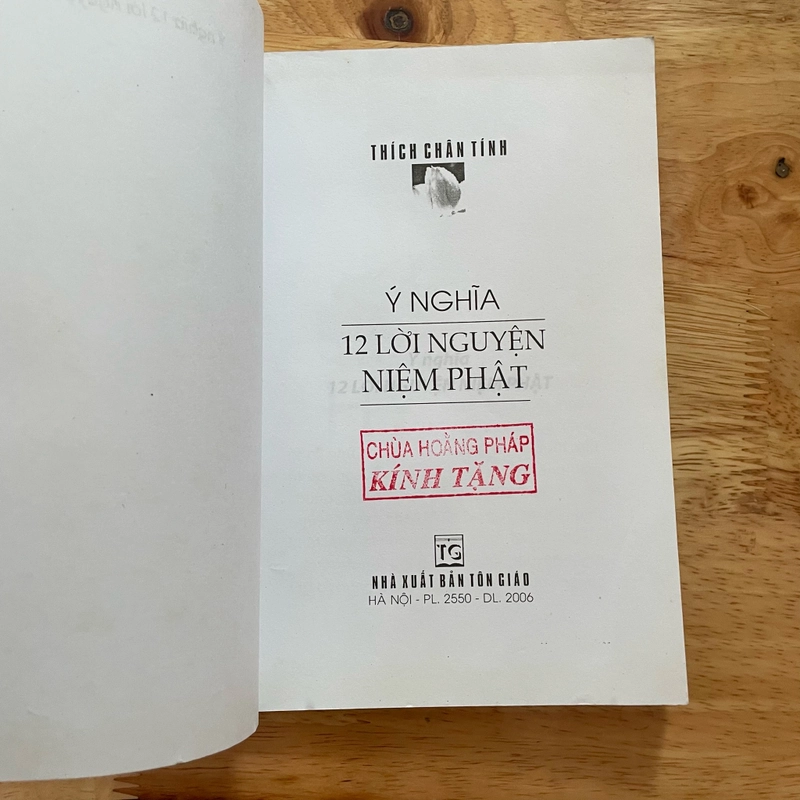 THÍCH CHÂN TÍNH
Ý NGHĨA
12 LỜI NGUYỆN
NIỆM PHẬT
CHÙA HOẰNG PHÁP
KÍNH TẶNG
TG
NHÀ XUẤT BẢN TÔN GIÁO
HÀ NỘI - PL. 2550 - DL. 2006